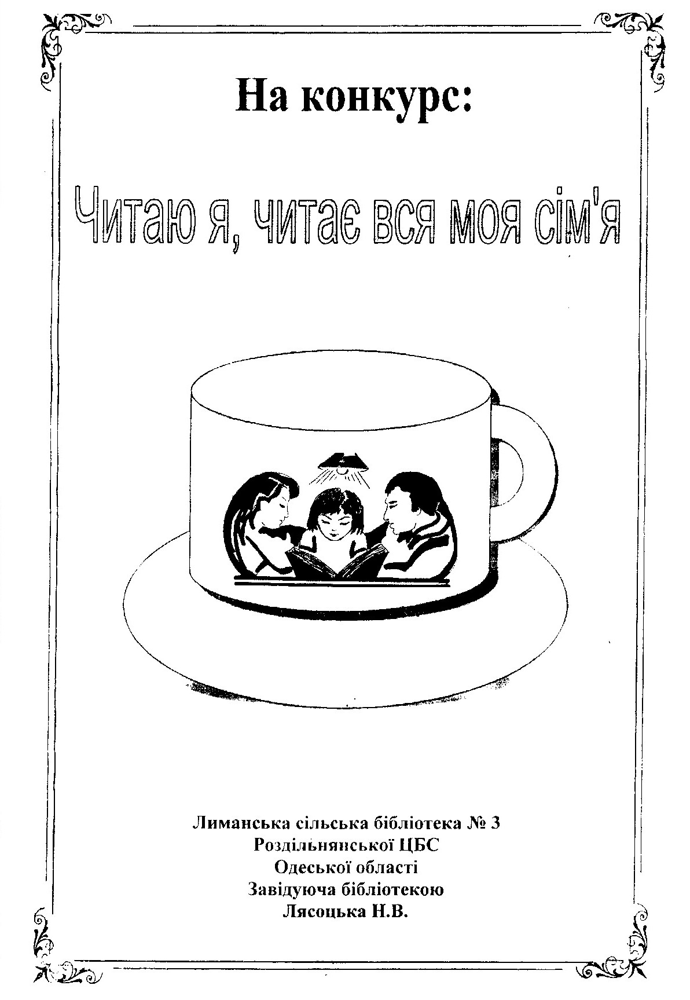 На конкурс:
Читаю я, читає вся моя сім'я
Лиманська сільська бібліотека № 3
Роздільнянської ЦБС
Одеської області
Завідуюча бібліотекою
Лясоцька Н.В.